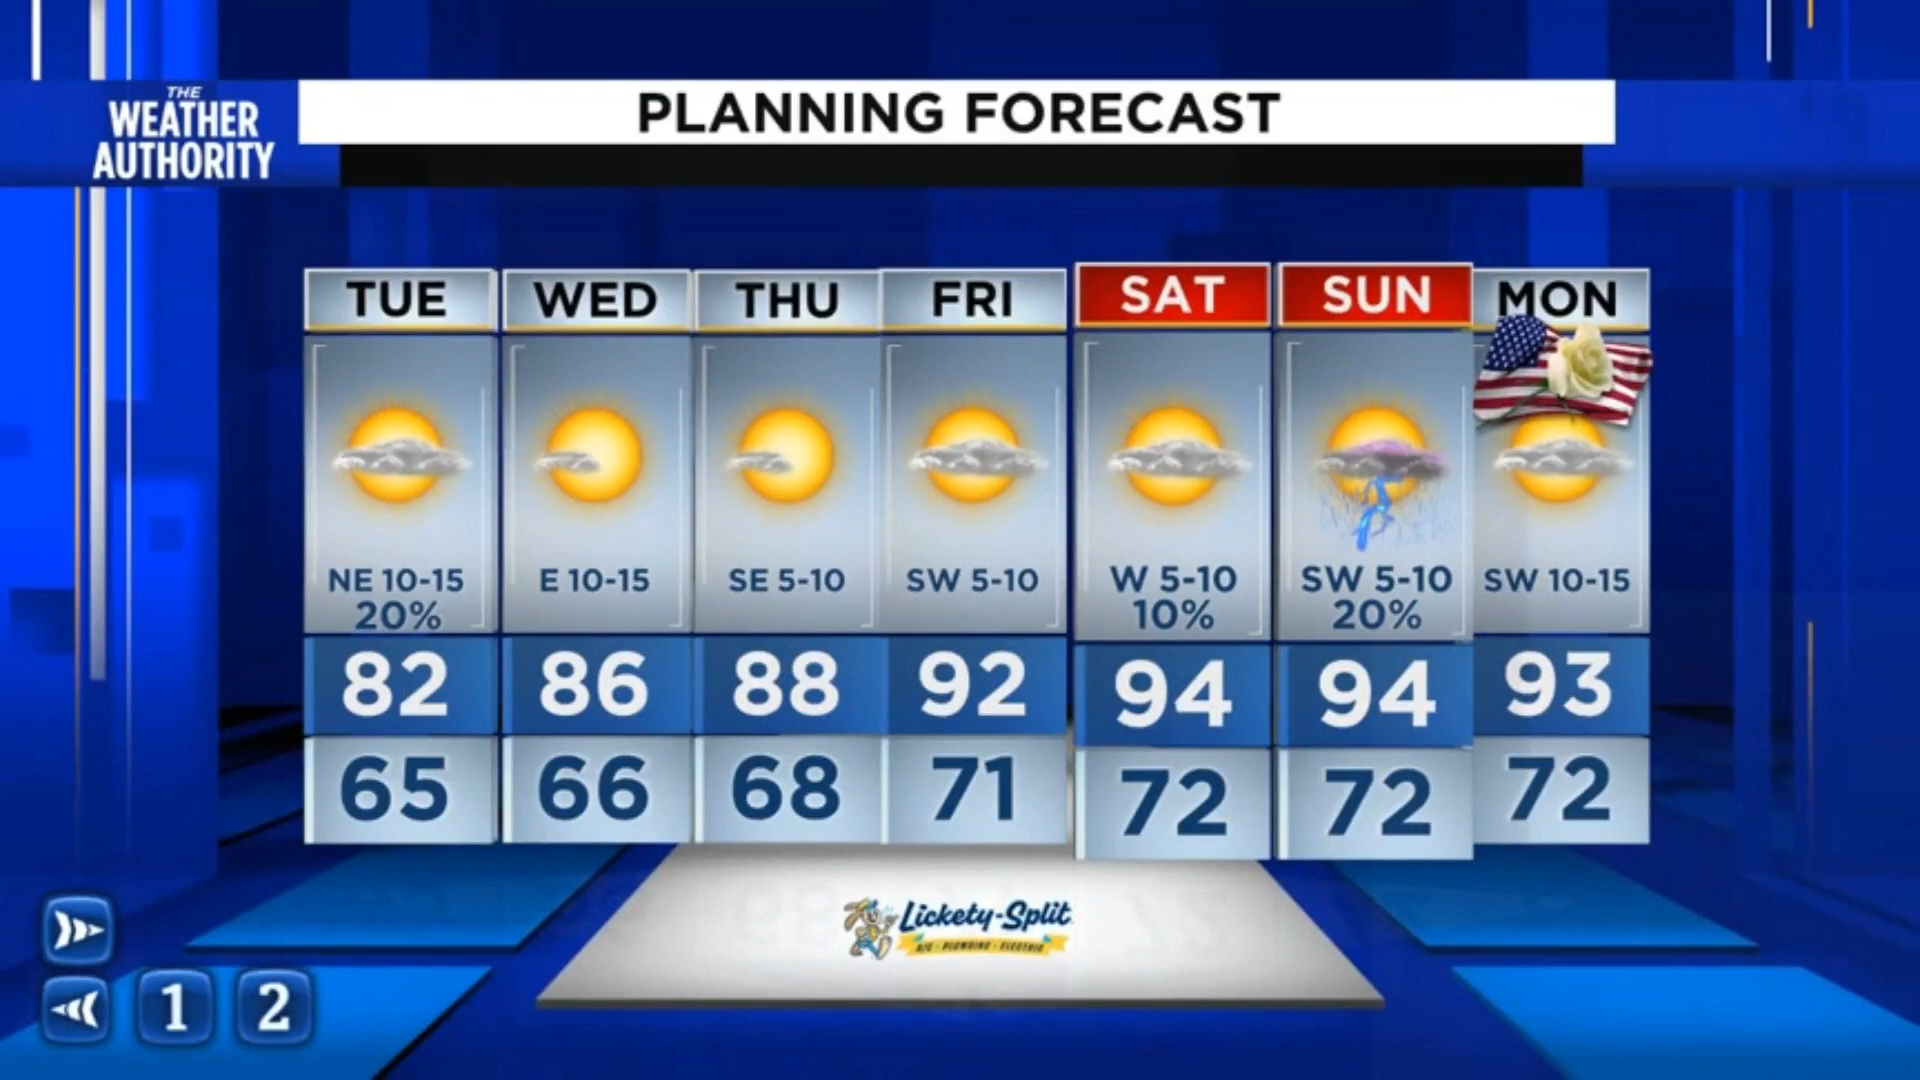 THE
WEATHER
AUTHORITY
PLANNING FORECAST
TUE WED THU FRI SAT SUN MON
NE 10-15 E 10-15 SE 5-10 SW 5-10 W 5-10 SW 5-10 SW 10-15
20% 10% 20%
82 86 88 92 94 94 93
65 66 68 71 72 72 72
Lickety-Split
A/C • PLUMBING • ELECTRIC
1 2